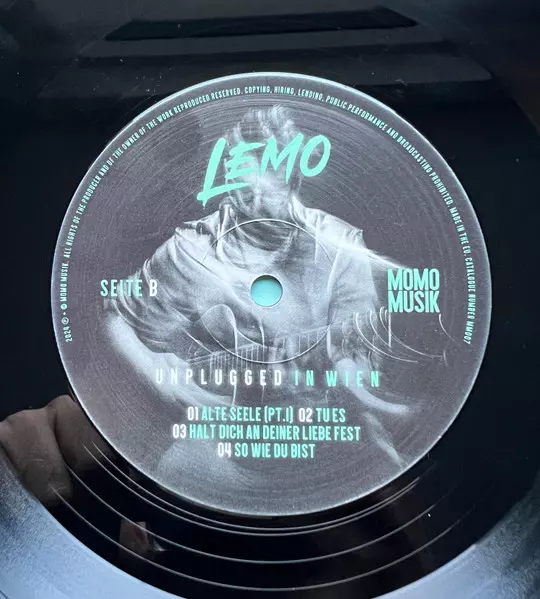 2024 ℗ + © MOMO MUSIK. ALL RIGHTS OF THE PRODUCER AND OF THE OWNER OF THE WORK REPRODUCED RESERVED. COPYING, HIRING, LENDING, PUBLIC PERFORMANCE AND BROADCASTING PROHIBITED. MADE IN THE EU. CATALOGUE NUMBER MM007
LEMO
SEITE B
MOMO
MUSIK
UNPLUGGED IN WIEN
01 ALTE SEELE (PT.I) 02 TU ES
03 HALT DICH AN DEINER LIEBE FEST
04 SO WIE DU BIST